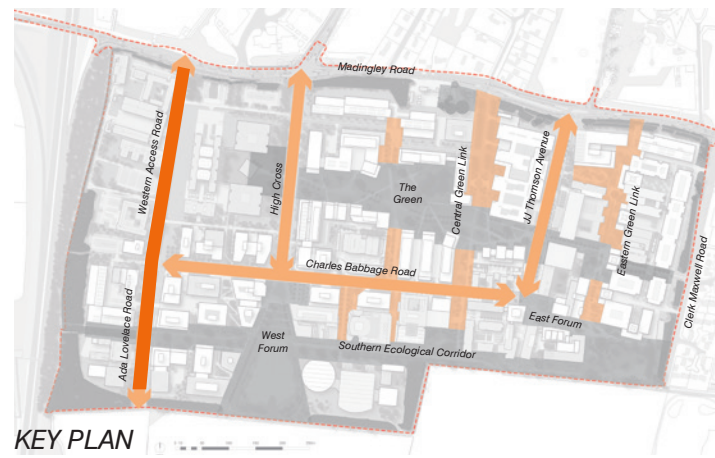 Madingley Road
Western Access Road
High Cross
The
Green
Central Green Link
JJ Thomson Avenue
Eastern Green Link
Clerk Maxwell Road
Charles Babbage Road
Ada Lovelace Road
West
Forum
East Forum
Southern Ecological Corridor
KEY PLAN